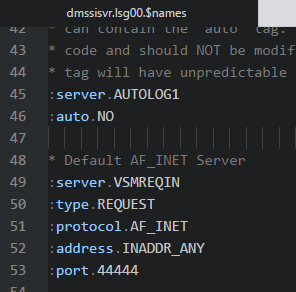 dmssisvr.lsg00.$names
42 * can contain the "auto" tag.
43 * code and should NOT be modif
44 * tag will have unpredictable
45 :server.AUTOLOG1
46 :auto.NO
47
48 * Default AF_INET Server
49 :server.VSMREQIN
50 :type.REQUEST
51 :protocol.AF_INET
52 :address.INADDR_ANY
53 :port.44444